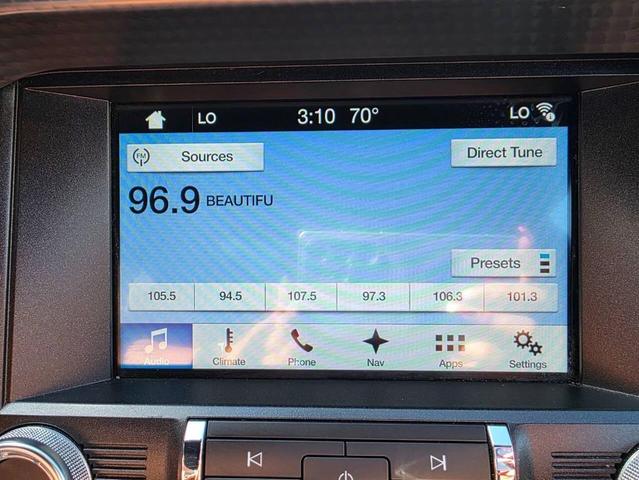 LO 3:10 70° LO
FM Sources Direct Tune
96.9 BEAUTIFU
Presets
105.5 94.5 107.5 97.3 106.3 101.3
Audio Climate Phone Nav Apps Settings